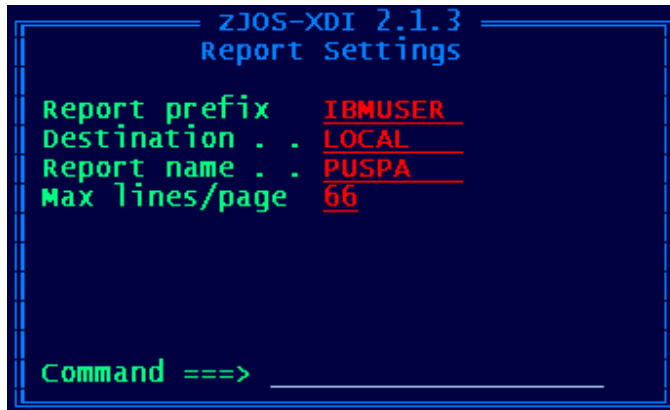 zJOS-XDI 2.1.3
Report Settings
Report prefix IBMUSER
Destination . . LOCAL
Report name . . PUSPA
Max lines/page 66
Command ===>